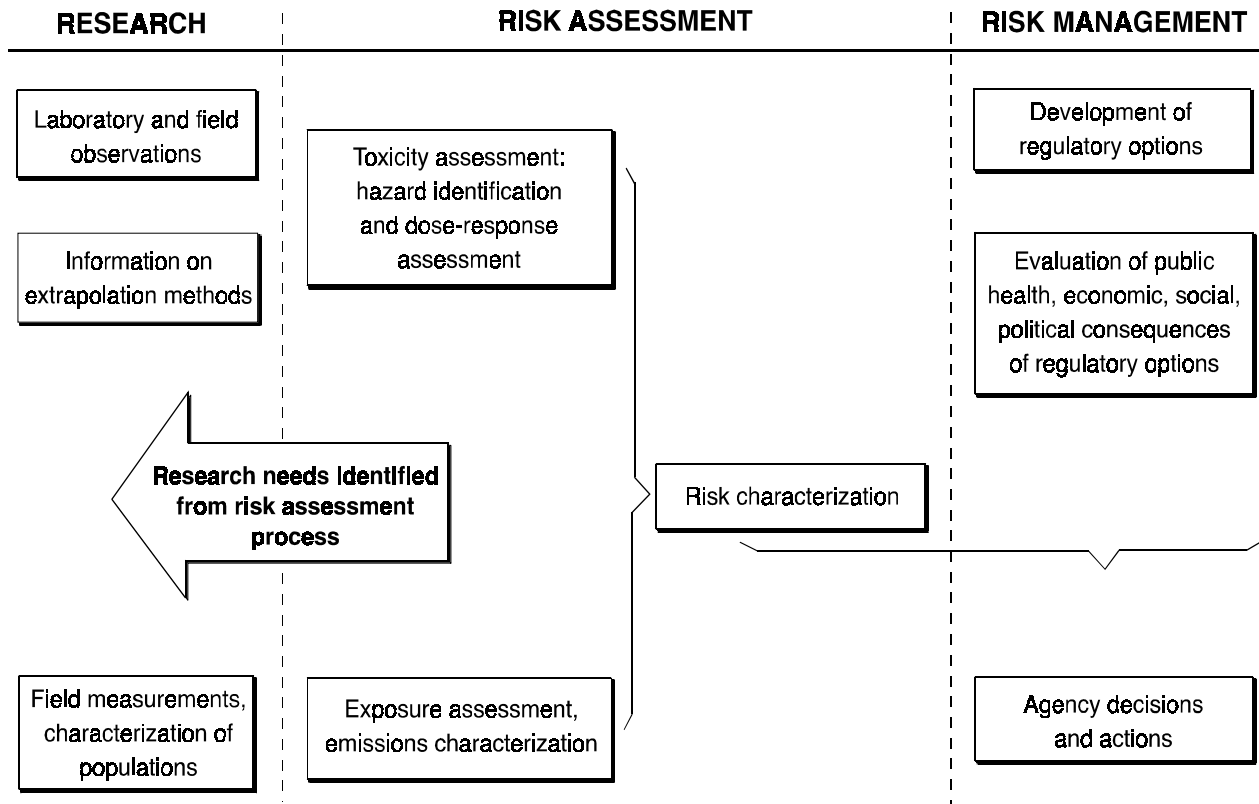 RESEARCH
RISK ASSESSMENT
RISK MANAGEMENT
Laboratory and field
observations
Information on
extrapolation methods
Research needs identified
from risk assessment
process
Field measurements,
characterization of
populations
Toxicity assessment:
hazard identification
and dose-response
assessment
Exposure assessment,
emissions characterization
Risk characterization
Development of
regulatory options
Evaluation of public
health, economic, social,
political consequences
of regulatory options
Agency decisions
and actions